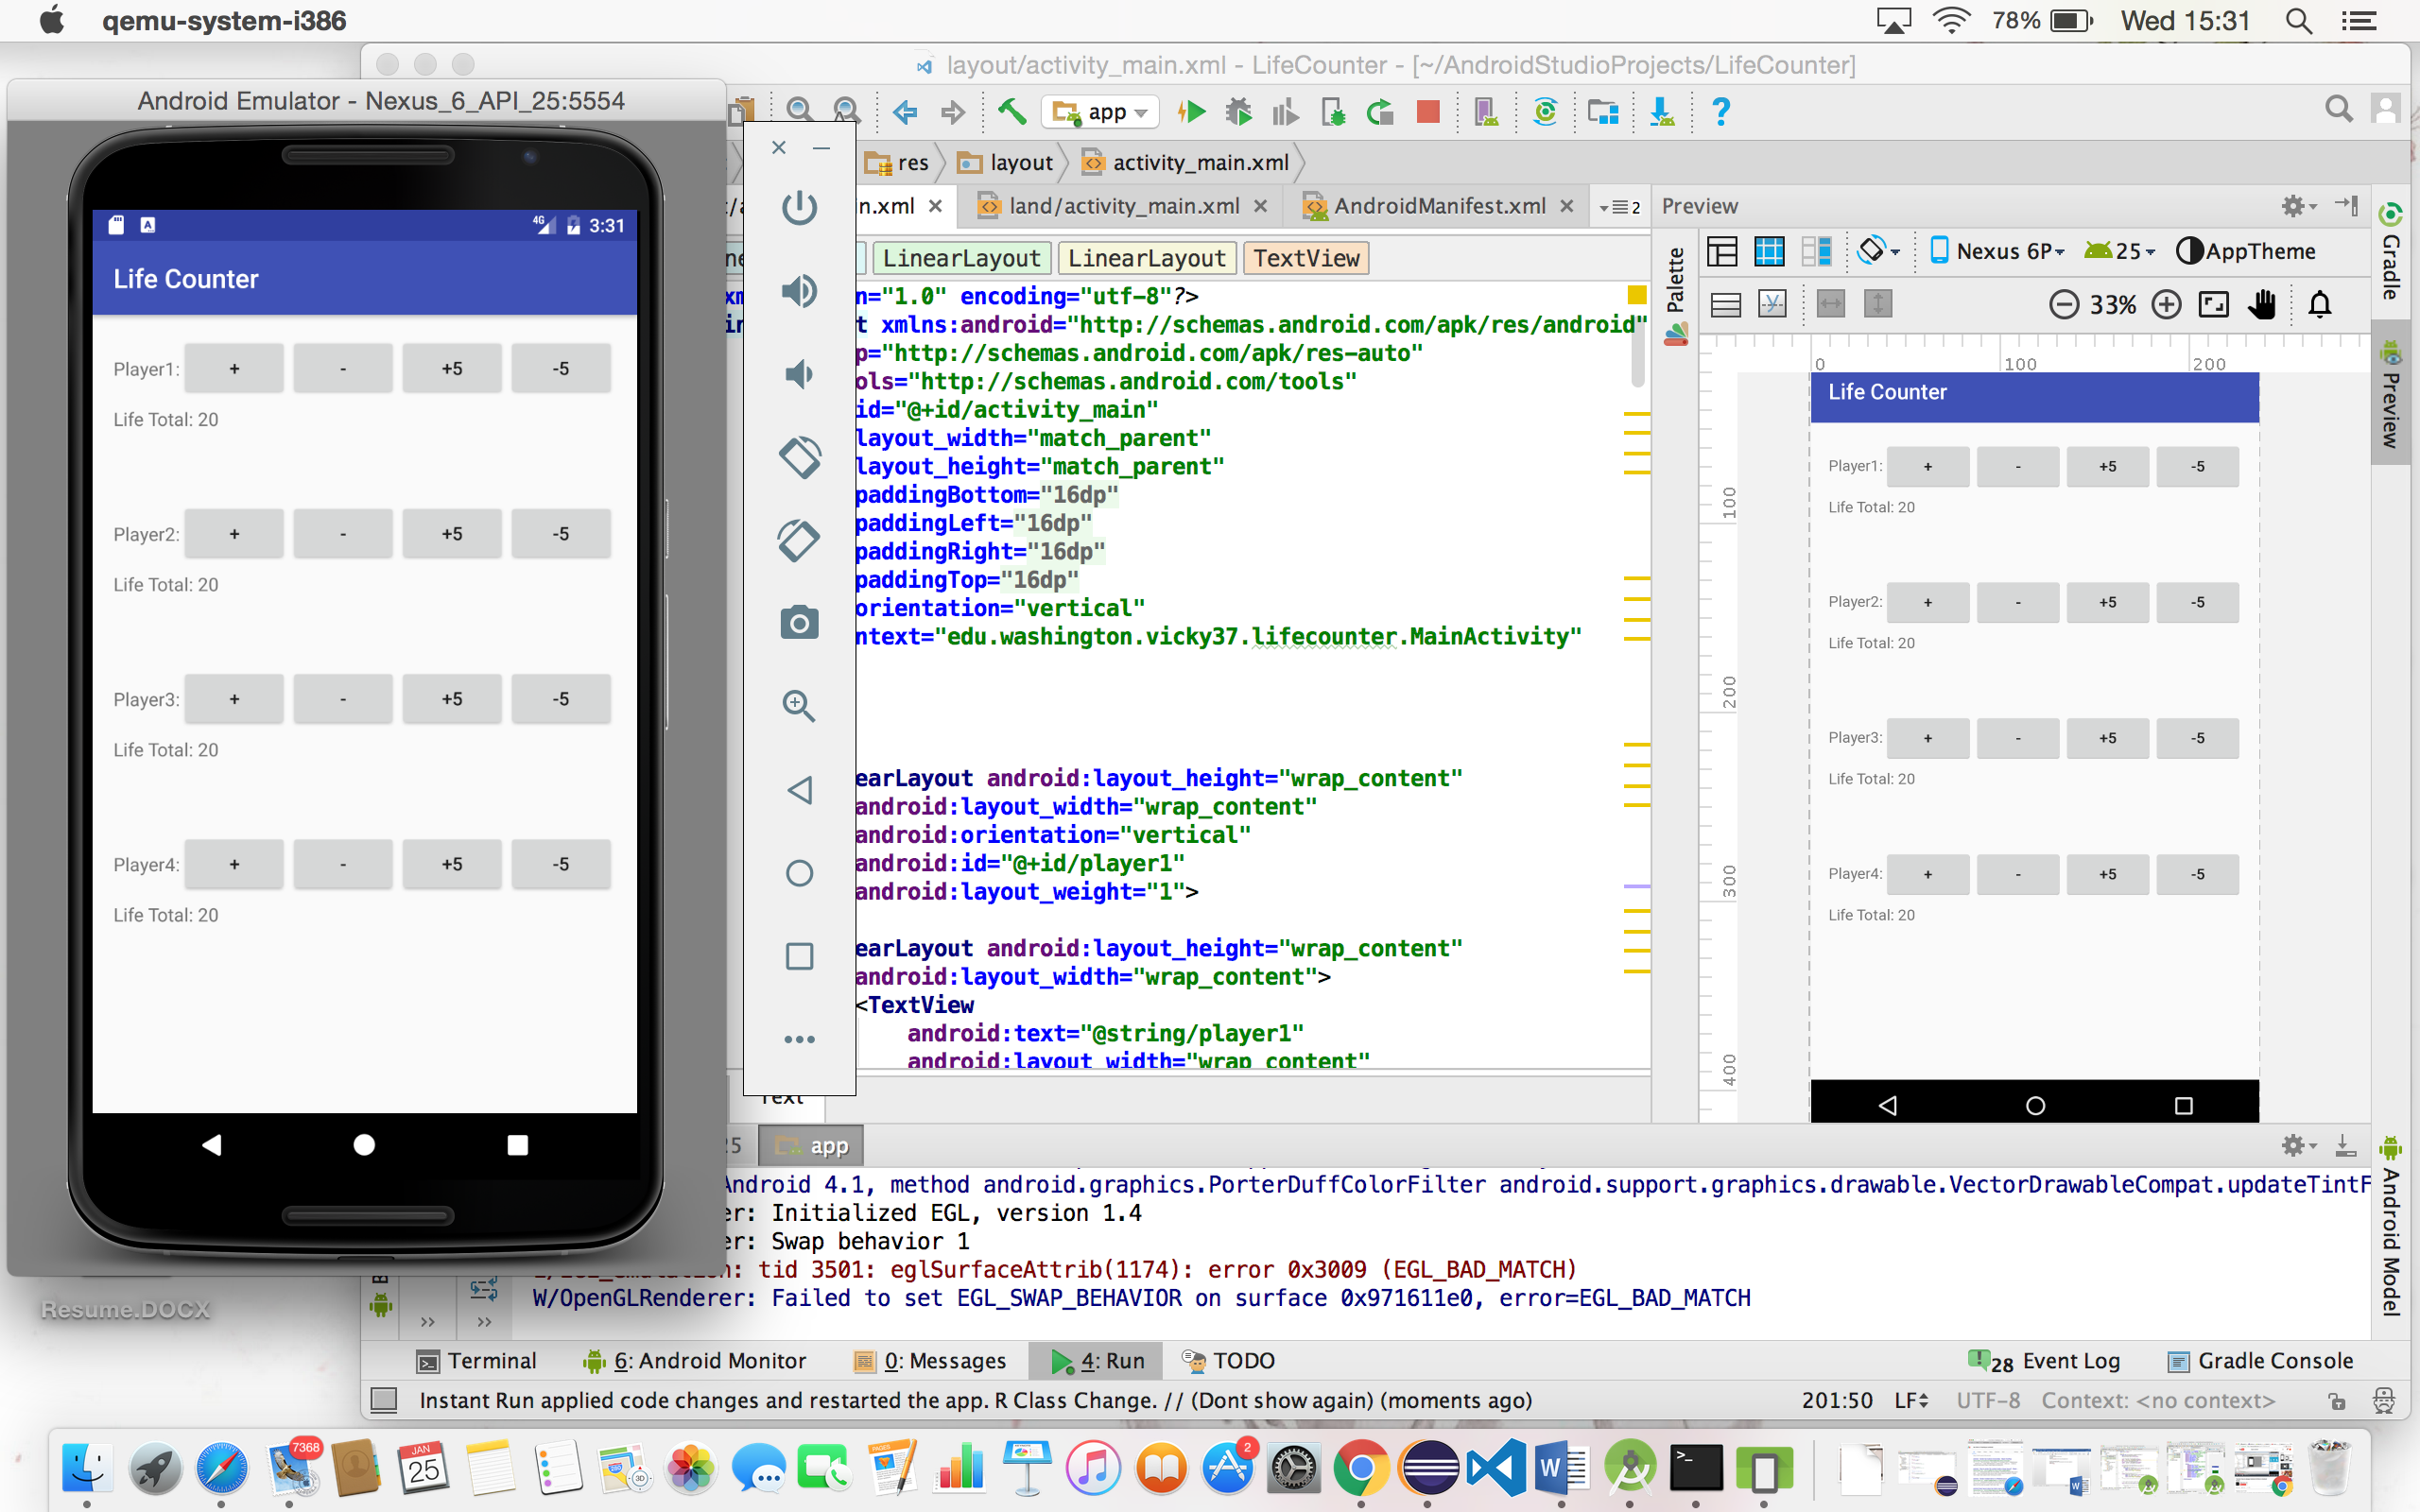 qemu-system-i386
78%
Wed 15:31
layout/activity_main.xml - LifeCounter - [~/AndroidStudioProjects/LifeCounter]
Android Emulator - Nexus_6_API_25:5554
app
res
layout
activity_main.xml
n.xml
land/activity_main.xml
AndroidManifest.xml
2
Preview
LinearLayout
LinearLayout
TextView
Palette
Nexus 6P
25
AppTheme
33%
Gradle
Preview
4G
3:31
Life Counter
Player1:
+
-
+5
-5
Life Total: 20
Player2:
+
-
+5
-5
Life Total: 20
Player3:
+
-
+5
-5
Life Total: 20
Player4:
+
-
+5
-5
Life Total: 20
n="1.0" encoding="utf-8"?>
t xmlns:android="http://schemas.android.com/apk/res/android"
p="http://schemas.android.com/apk/res-auto"
ols="http://schemas.android.com/tools"
id="@+id/activity_main"
layout_width="match_parent"
layout_height="match_parent"
paddingBottom="16dp"
paddingLeft="16dp"
paddingRight="16dp"
paddingTop="16dp"
orientation="vertical"
ntext="edu.washington.vicky37.lifecounter.MainActivity"
earLayout android:layout_height="wrap_content"
android:layout_width="wrap_content"
android:orientation="vertical"
android:id="@+id/player1"
android:layout_weight="1">
earLayout android:layout_height="wrap_content"
android:layout_width="wrap_content">
<TextView
android:text="@string/player1"
android:layout_width="wrap_content"
Text
0
100
200
100
200
300
400
Life Counter
Player1:
+
-
+5
-5
Life Total: 20
Player2:
+
-
+5
-5
Life Total: 20
Player3:
+
-
+5
-5
Life Total: 20
Player4:
+
-
+5
-5
Life Total: 20
25
app
Android 4.1, method android.graphics.PorterDuffColorFilter android.support.graphics.drawable.VectorDrawableCompat.updateTintF
er: Initialized EGL, version 1.4
er: Swap behavior 1
tid 3501: eglSurfaceAttrib(1174): error 0x3009 (EGL_BAD_MATCH)
W/OpenGLRenderer: Failed to set EGL_SWAP_BEHAVIOR on surface 0x971611e0, error=EGL_BAD_MATCH
Android Model
Resume.DOCX
Terminal
6: Android Monitor
0: Messages
4: Run
TODO
28 Event Log
Gradle Console
Instant Run applied code changes and restarted the app. R Class Change. // (Dont show again) (moments ago)
201:50
LF
UTF-8
Context: <no context>
7368
JAN
25
PAGES
3D
2
W
>_